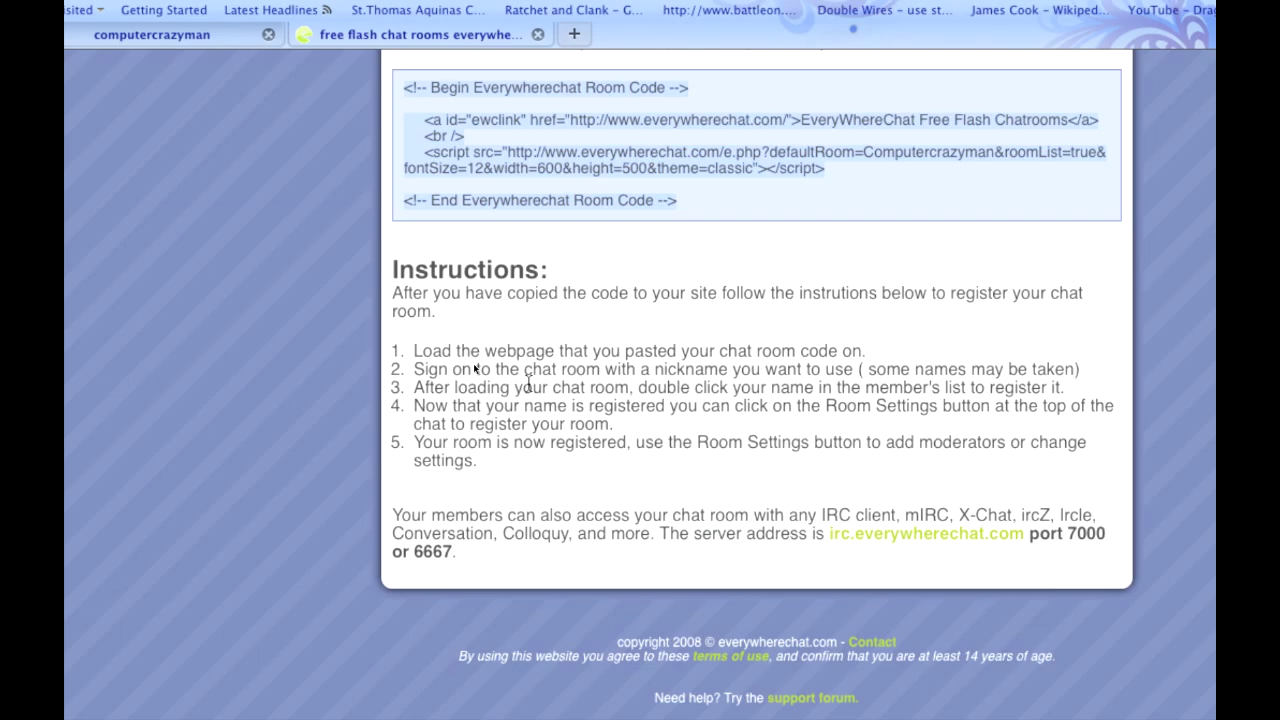 isited Getting Started Latest Headlines St.Thomas Aquinas C... Ratchet and Clank – G... http://www.battleon.... Double Wires – use st... James Cook – Wikiped... YouTube – Drag
computercrazyman free flash chat rooms everywhe... +
<!-- Begin Everywherechat Room Code -->
<a id="ewclink" href="http://www.everywherechat.com/">EveryWhereChat Free Flash Chatrooms</a>
<br />
<script src="http://www.everywherechat.com/e.php?defaultRoom=Computercrazyman&roomList=true&
fontSize=12&width=600&height=500&theme=classic"></script>
<!-- End Everywherechat Room Code -->
Instructions:
After you have copied the code to your site follow the instrutions below to register your chat
room.
1. Load the webpage that you pasted your chat room code on.
2. Sign on to the chat room with a nickname you want to use ( some names may be taken)
3. After loading your chat room, double click your name in the member's list to register it.
4. Now that your name is registered you can click on the Room Settings button at the top of the
chat to register your room.
5. Your room is now registered, use the Room Settings button to add moderators or change
settings.
Your members can also access your chat room with any IRC client, mIRC, X-Chat, ircZ, Ircle,
Conversation, Colloquy, and more. The server address is irc.everywherechat.com port 7000
or 6667.
copyright 2008 © everywherechat.com - Contact
By using this website you agree to these terms of use, and confirm that you are at least 14 years of age.
Need help? Try the support forum.